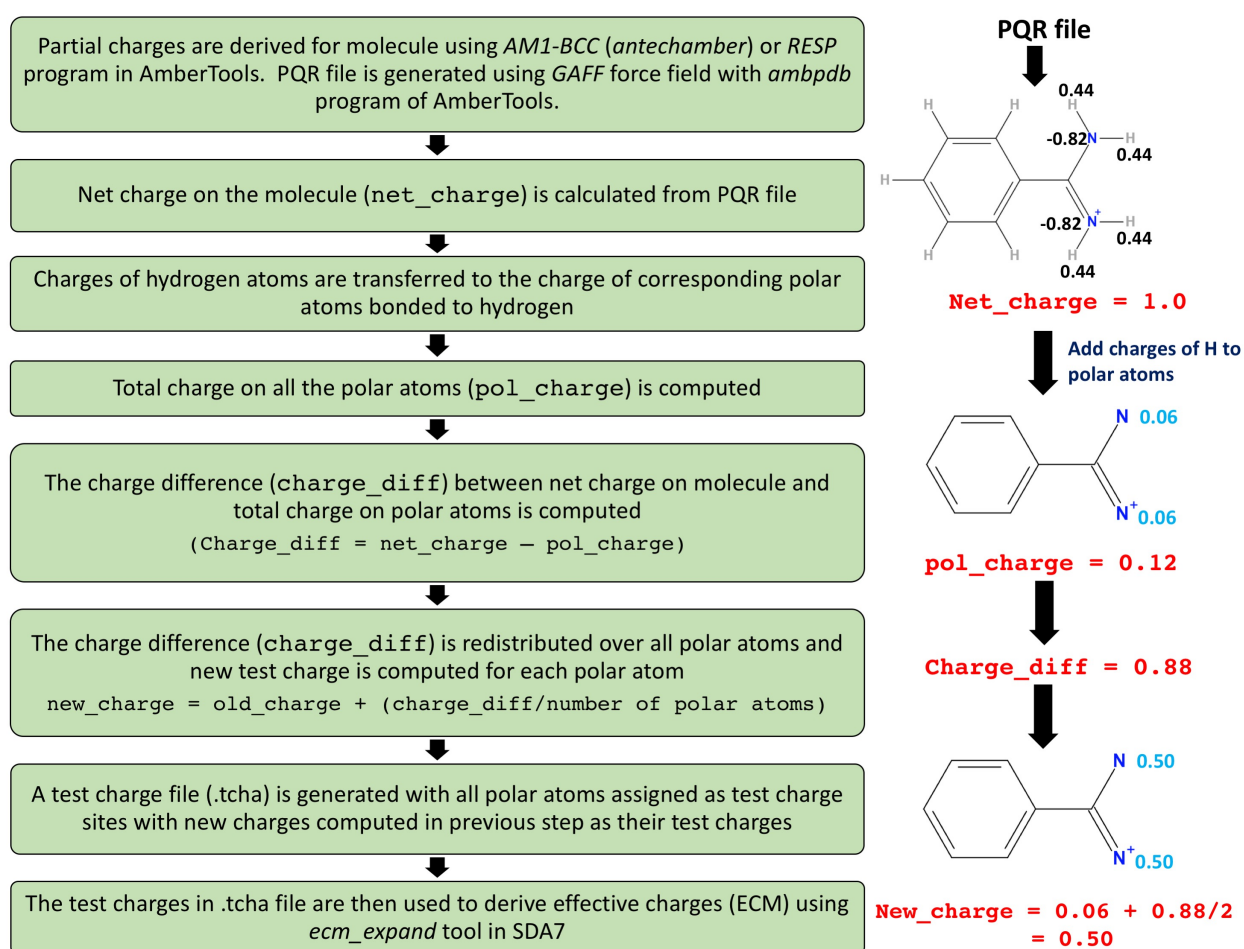 Partial charges are derived for molecule using AM1-BCC (antechamber) or RESP
program in AmberTools. PQR file is generated using GAFF force field with ambpdb
program of AmberTools.
Net charge on the molecule (net_charge) is calculated from PQR file
Charges of hydrogen atoms are transferred to the charge of corresponding polar
atoms bonded to hydrogen
Total charge on all the polar atoms (pol_charge) is computed
The charge difference (charge_diff) between net charge on molecule and
total charge on polar atoms is computed
(Charge_diff = net_charge – pol_charge)
The charge difference (charge_diff) is redistributed over all polar atoms and
new test charge is computed for each polar atom
new_charge = old_charge + (charge_diff/number of polar atoms)
A test charge file (.tcha) is generated with all polar atoms assigned as test charge
sites with new charges computed in previous step as their test charges
The test charges in .tcha file are then used to derive effective charges (ECM) using
ecm_expand tool in SDA7
PQR file
0.44
H H H
-0.82 N H
0.44
H
-0.82 N+ H
0.44
H H H
0.44
Net_charge = 1.0
Add charges of H to
polar atoms
N 0.06
N+ 0.06
pol_charge = 0.12
Charge_diff = 0.88
N 0.50
N+ 0.50
New_charge = 0.06 + 0.88/2
= 0.50